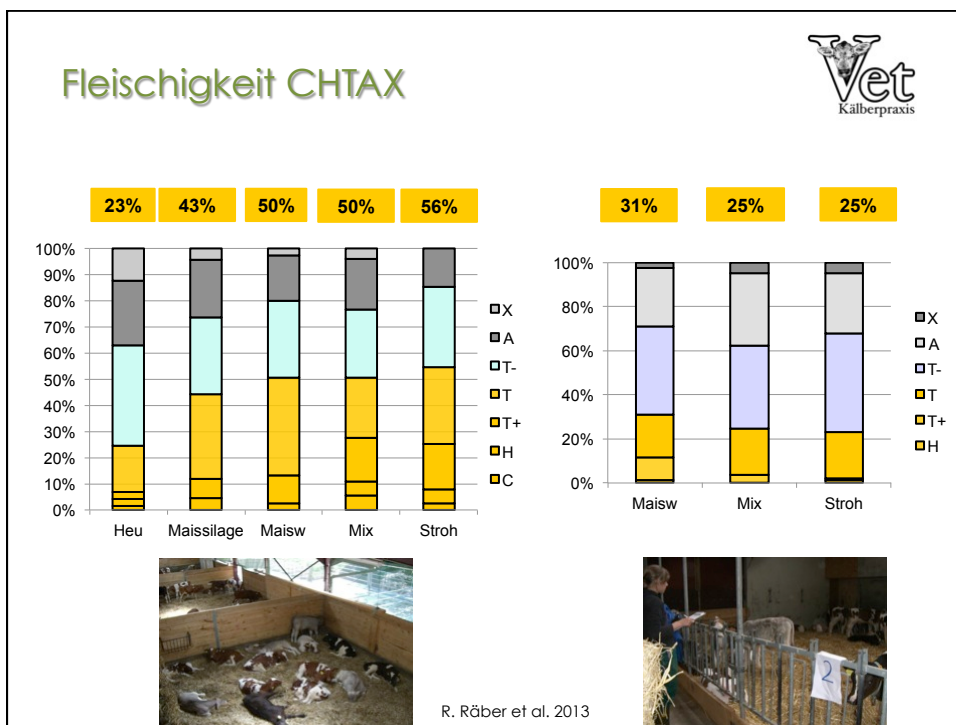 Fleischigkeit CHTAX
Vet
Kälberpraxis
23% 43% 50% 50% 56%
100%
90%
80%
70%
60%
50%
40%
30%
20%
10%
0%
Heu Maissilage Maisw Mix Stroh
X
A
T-
T
T+
H
C
31% 25% 25%
100%
80%
60%
40%
20%
0%
Maisw Mix Stroh
X
A
T-
T
T+
H
2
R. Räber et al. 2013